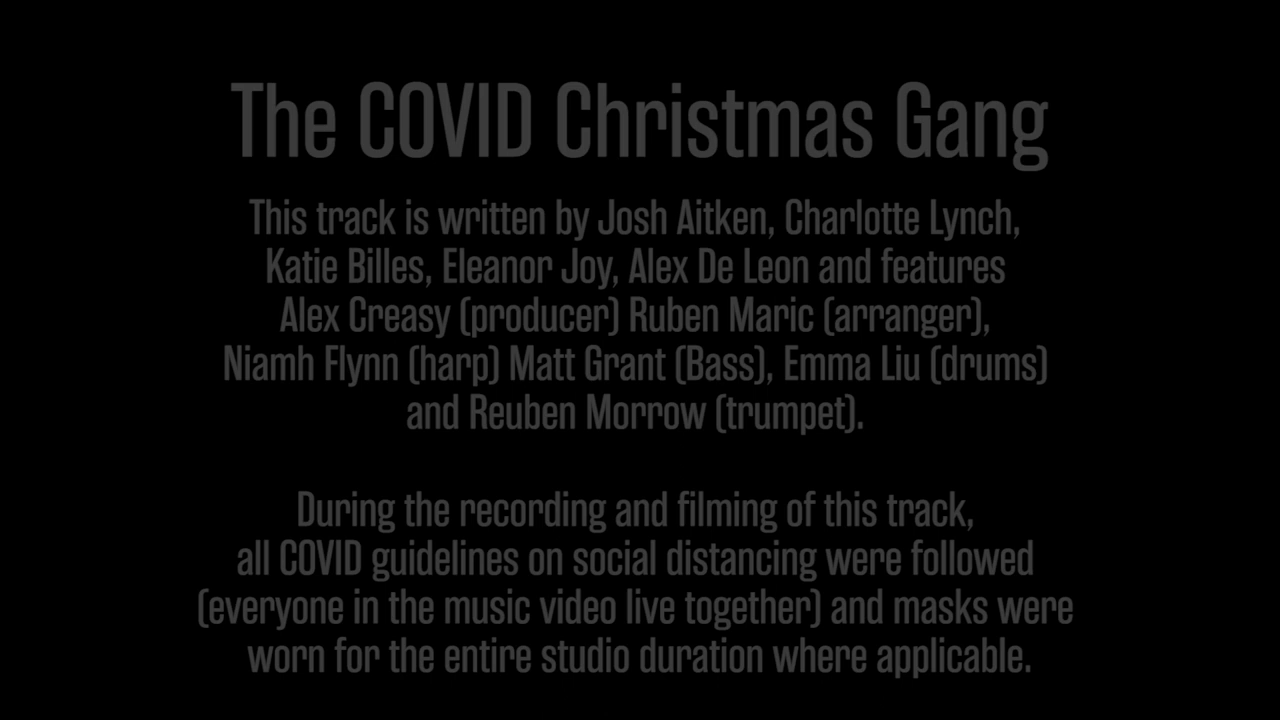 The COVID Christmas Gang
This track is written by Josh Aitken, Charlotte Lynch,
Katie Billes, Eleanor Joy, Alex De Leon and features
Alex Creasy (producer) Ruben Maric (arranger),
Niamh Flynn (harp) Matt Grant (Bass), Emma Liu (drums)
and Reuben Morrow (trumpet).
During the recording and filming of this track,
all COVID guidelines on social distancing were followed
(everyone in the music video live together) and masks were
worn for the entire studio duration where applicable.